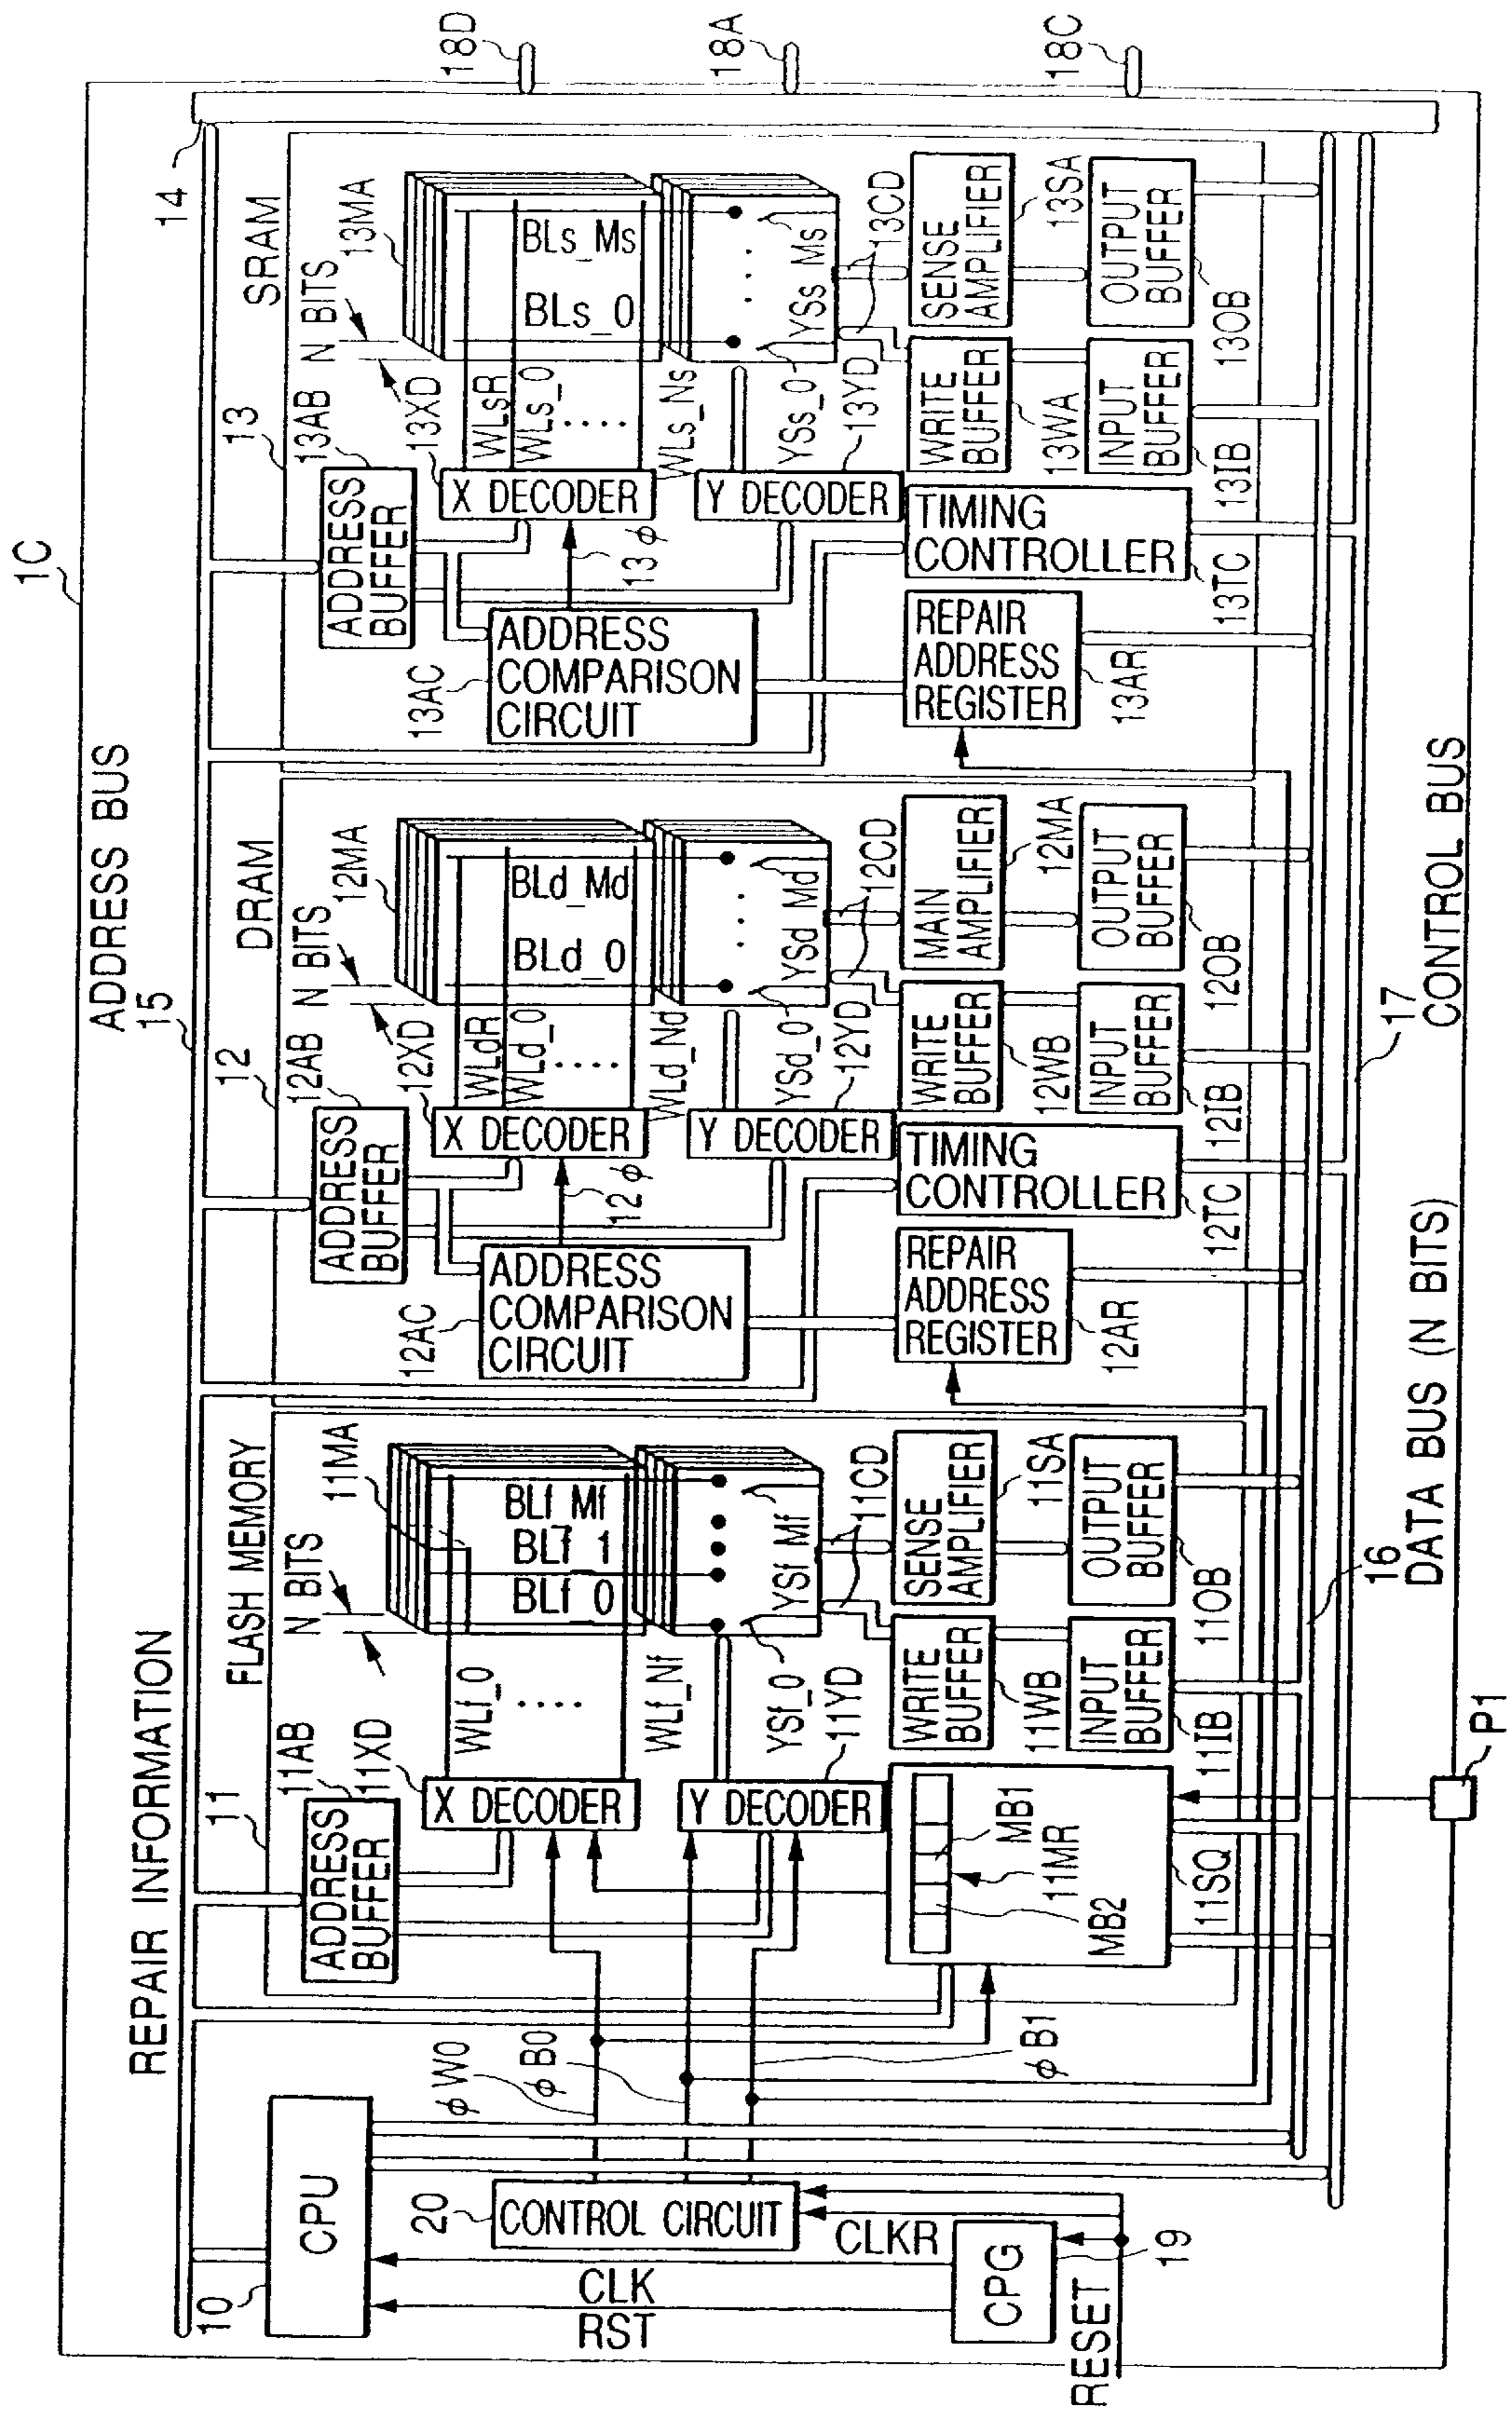 1C
ADDRESS BUS
15
REPAIR INFORMATION
14
18D
18A
18C
10
CPU
20
CONTROL CIRCUIT
CLKR
CLK
RST
CPG
19
RESET
φ W0
φ B0
φ B1
11
FLASH MEMORY
11AB
ADDRESS
BUFFER
11XD
X DECODER
N BITS
11MA
WLf_0
WLf_Nf
BLf_Mf
BLf_1
BLf_0
Y DECODER
11YD
YSf_0
YSf_Mf
11CD
SENSE
AMPLIFIER
11SA
WRITE
BUFFER
11WB
OUTPUT
BUFFER
11OB
INPUT
BUFFER
11IB
MB1
11MR
MB2
11SQ
P1
12
DRAM
12AB
ADDRESS
BUFFER
12XD
X DECODER
N BITS
12MA
WLdR
WLd_0
WLd_Nd
BLd_Md
BLd_0
12 φ
12AC
ADDRESS
COMPARISON
CIRCUIT
Y DECODER
12YD
YSd_0
YSd_Md
12CD
MAIN
AMPLIFIER
12MA
WRITE
BUFFER
12WB
OUTPUT
BUFFER
12OB
INPUT
BUFFER
12IB
TIMING
CONTROLLER
12TC
REPAIR
ADDRESS
REGISTER
12AR
13
SRAM
13AB
ADDRESS
BUFFER
13XD
X DECODER
N BITS
13MA
WLsR
WLs_0
WLs_Ns
BLs_Ms
BLs_0
13 φ
13AC
ADDRESS
COMPARISON
CIRCUIT
Y DECODER
13YD
YSs_0
YSs_Ms
13CD
SENSE
AMPLIFIER
13SA
WRITE
BUFFER
13WA
OUTPUT
BUFFER
13OB
INPUT
BUFFER
13IB
TIMING
CONTROLLER
13TC
REPAIR
ADDRESS
REGISTER
13AR
16
DATA BUS (N BITS)
17
CONTROL BUS